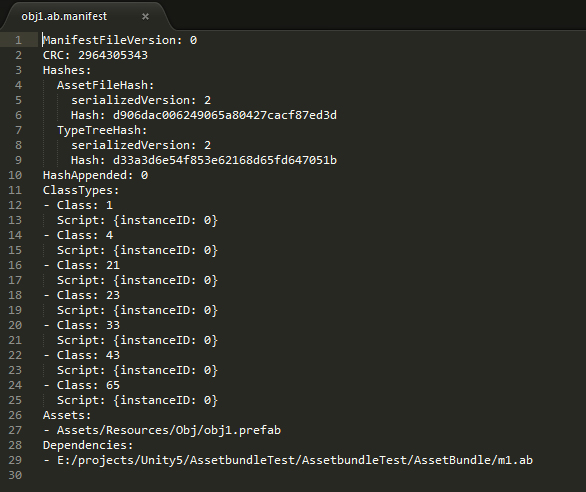 obj1.ab.manifest ×
1 ManifestFileVersion: 0
2 CRC: 2964305343
3 Hashes:
4   AssetFileHash:
5     serializedVersion: 2
6     Hash: d906dac006249065a80427cacf87ed3d
7   TypeTreeHash:
8     serializedVersion: 2
9     Hash: d33a3d6e54f853e62168d65fd647051b
10 HashAppended: 0
11 ClassTypes:
12 - Class: 1
13   Script: {instanceID: 0}
14 - Class: 4
15   Script: {instanceID: 0}
16 - Class: 21
17   Script: {instanceID: 0}
18 - Class: 23
19   Script: {instanceID: 0}
20 - Class: 33
21   Script: {instanceID: 0}
22 - Class: 43
23   Script: {instanceID: 0}
24 - Class: 65
25   Script: {instanceID: 0}
26 Assets:
27 - Assets/Resources/Obj/obj1.prefab
28 Dependencies:
29 - E:/projects/Unity5/AssetbundleTest/AssetbundleTest/AssetBundle/m1.ab
30